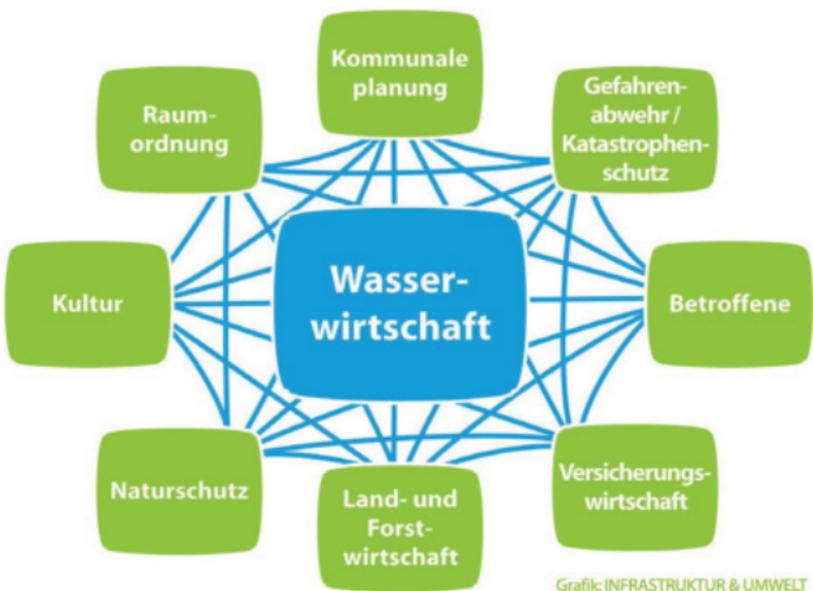 Kommunale
planung
Gefahren-
abwehr /
Katastrophen-
schutz
Raum-
ordnung
Wasser-
wirtschaft
Kultur
Betroffene
Naturschutz
Land- und
Forst-
wirtschaft
Versicherungs-
wirtschaft
Grafik: INFRASTRUKTUR & UMWELT